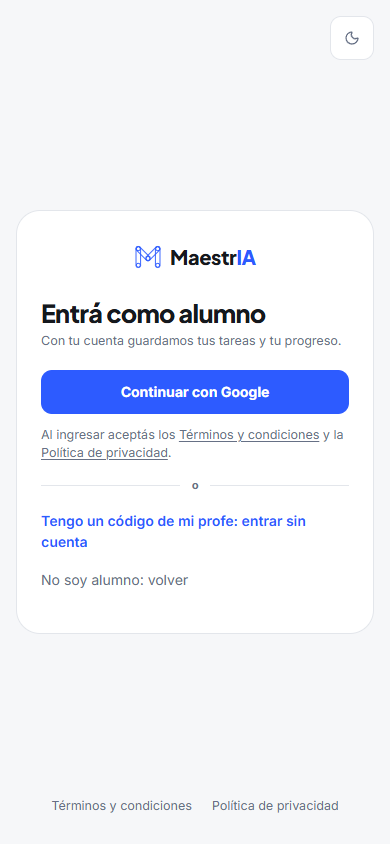 MaestrIA
Entrá como alumno
Con tu cuenta guardamos tus tareas y tu progreso.
Continuar con Google
Al ingresar aceptás los Términos y condiciones y la
Política de privacidad.
o
Tengo un código de mi profe: entrar sin
cuenta
No soy alumno: volver
Términos y condiciones Política de privacidad